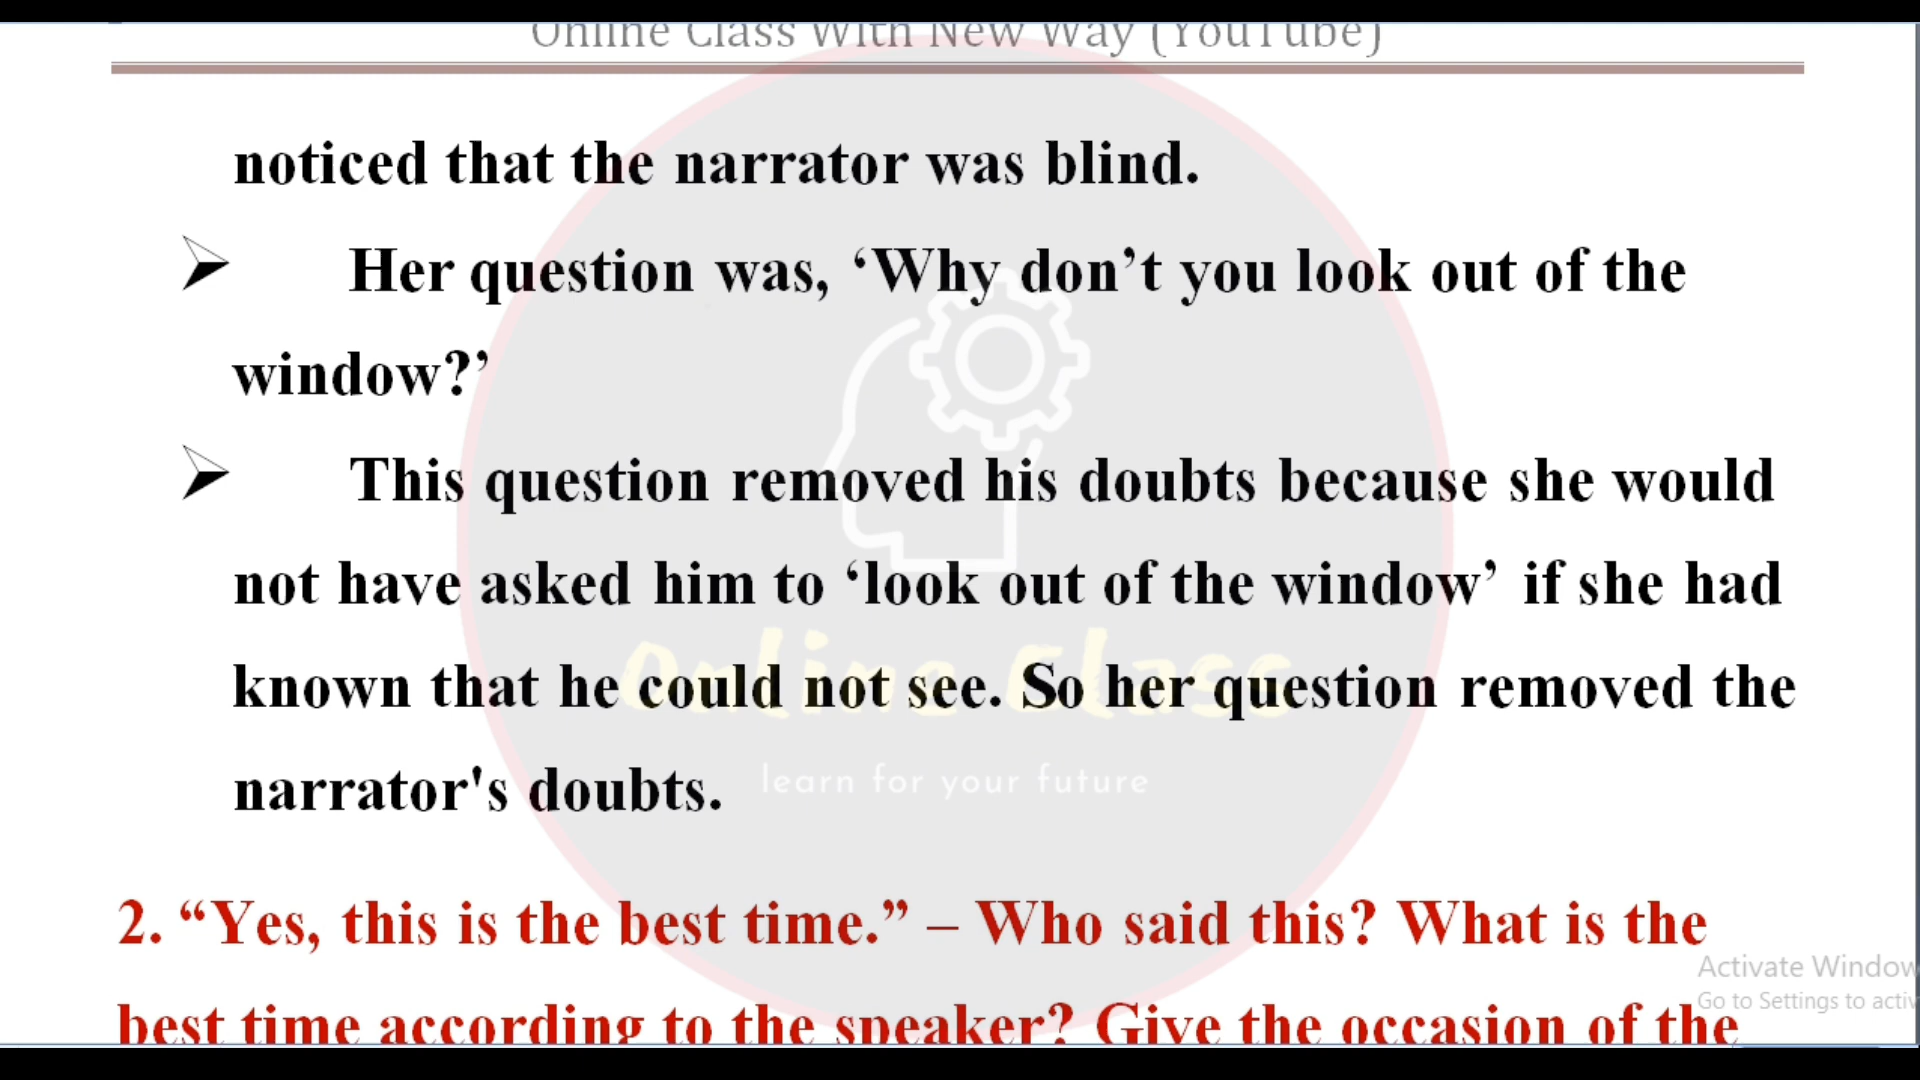 Online Class With New Way (YouTube)
noticed that the narrator was blind.
➢ Her question was, ‘Why don’t you look out of the
window?’
➢ This question removed his doubts because she would
not have asked him to ‘look out of the window’ if she had
known that he could not see. So her question removed the
narrator's doubts.
Online Class
learn for your future
2. “Yes, this is the best time.” – Who said this? What is the
best time according to the speaker? Give the occasion of the
Activate Window
Go to Settings to activ